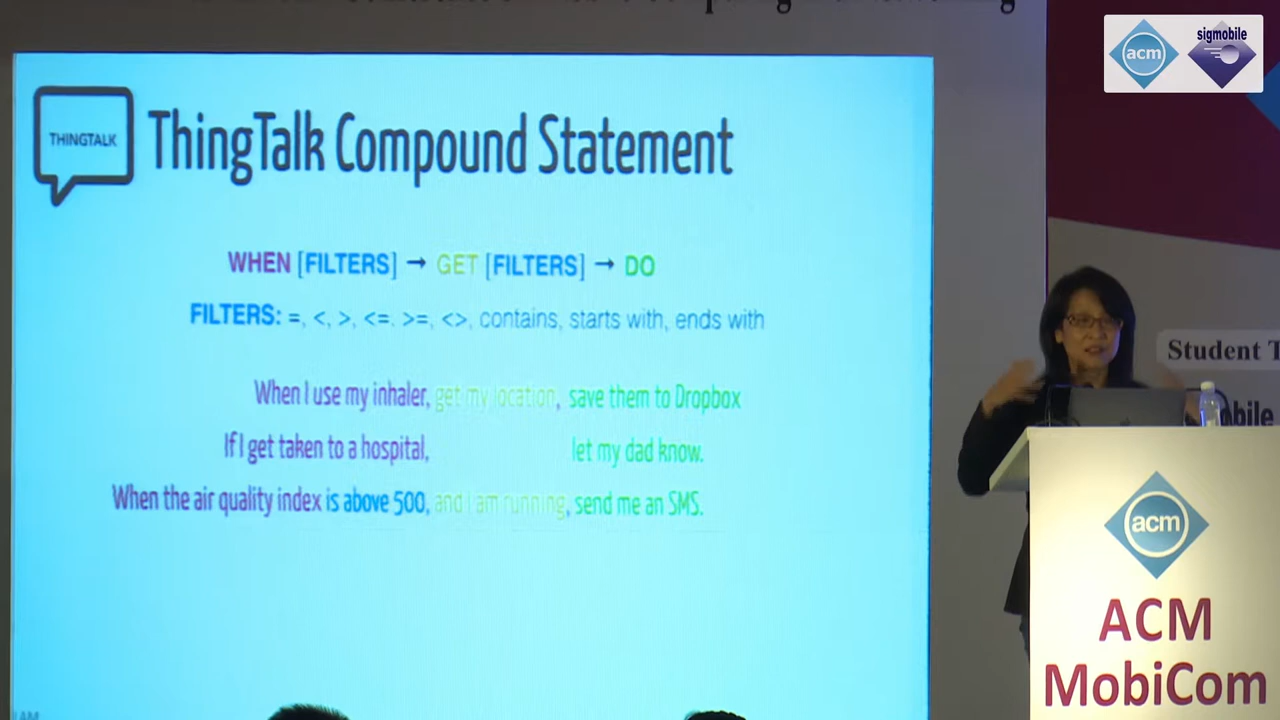 acm
sigmobile
THINGTALK
ThingTalk Compound Statement
WHEN [FILTERS] → GET [FILTERS] → DO
FILTERS: =, <, >, <=. >=, <>, contains, starts with, ends with
When I use my inhaler, get my location, save them to Dropbox
If I get taken to a hospital, let my dad know.
When the air quality index is above 500, and I am running, send me an SMS.
Student T
bile
acm
ACM
MobiCom